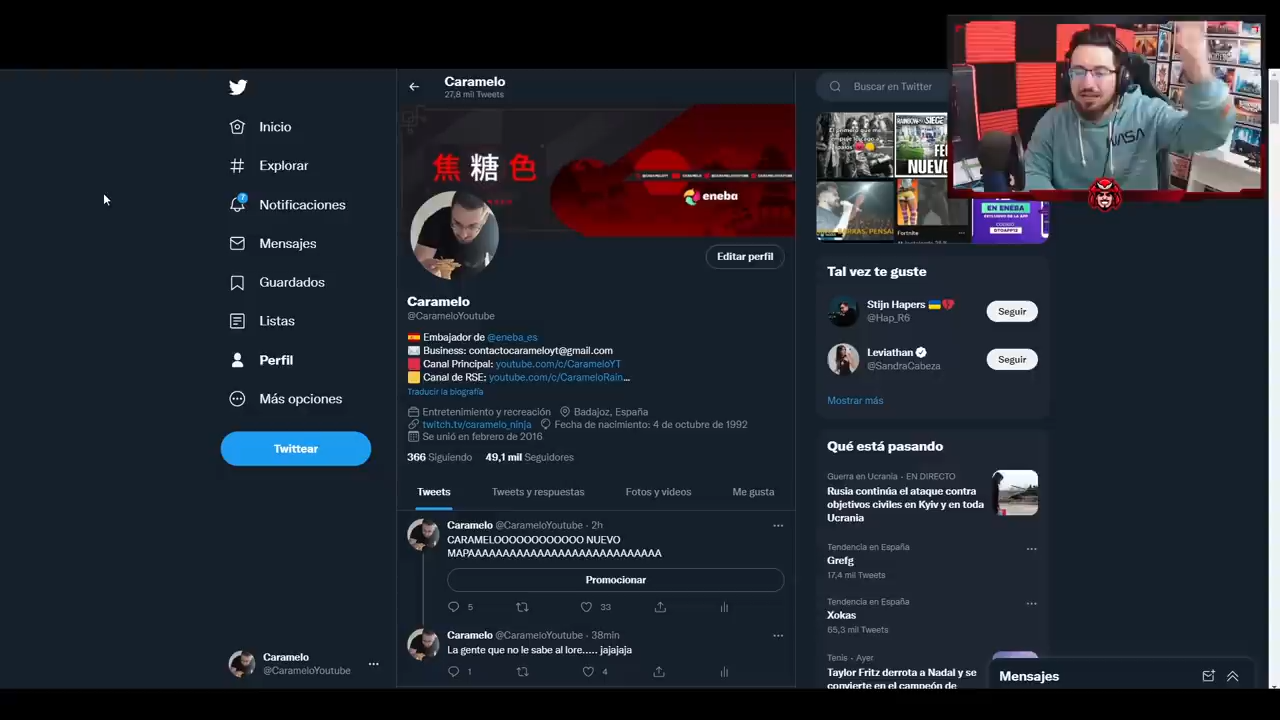 Caramelo
27,8 mil Tweets
Inicio
Explorar
7
Notificaciones
Mensajes
Guardados
Listas
Perfil
Más opciones
Twittear
Caramelo
@CarameloYoutube
焦糖色
eneba
Editar perfil
Caramelo
@CarameloYoutube
Embajador de @eneba_es
Business: contactocarameloyt@gmail.com
Canal Principal: youtube.com/c/CarameloYT
Canal de RSE: youtube.com/c/CarameloRain...
Traducir la biografía
Entretenimiento y recreación Badajoz, España
twitch.tv/caramelo_ninja Fecha de nacimiento: 4 de octubre de 1992
Se unió en febrero de 2016
366 Siguiendo 49,1 mil Seguidores
Tweets Tweets y respuestas Fotos y videos Me gusta
Caramelo @CarameloYoutube · 2h
CARAMELOOOOOOOOOOOO NUEVO
MAPAAAAAAAAAAAAAAAAAAAAAAAAAAAA
Promocionar
5 33
Caramelo @CarameloYoutube · 38min
La gente que no le sabe al lore..... jajajaja
1 4
Buscar en Twitter
El primero que me
RAINBOW SIEGE
NUEVO
Fortnite
EN ENEBA
Tal vez te guste
Stijn Hapers
@Hap_R6
Seguir
Leviathan
@SandraCabeza
Seguir
Mostrar más
Qué está pasando
Guerra en Ucrania · EN DIRECTO
Rusia continúa el ataque contra
objetivos civiles en Kyiv y en toda
Ucrania
Tendencia en España
Grefg
17,4 mil Tweets
Tendencia en España
Xokas
65,3 mil Tweets
Tenis · Ayer
Taylor Fritz derrota a Nadal y se
convierte en el campeón de
Mensajes
WASA